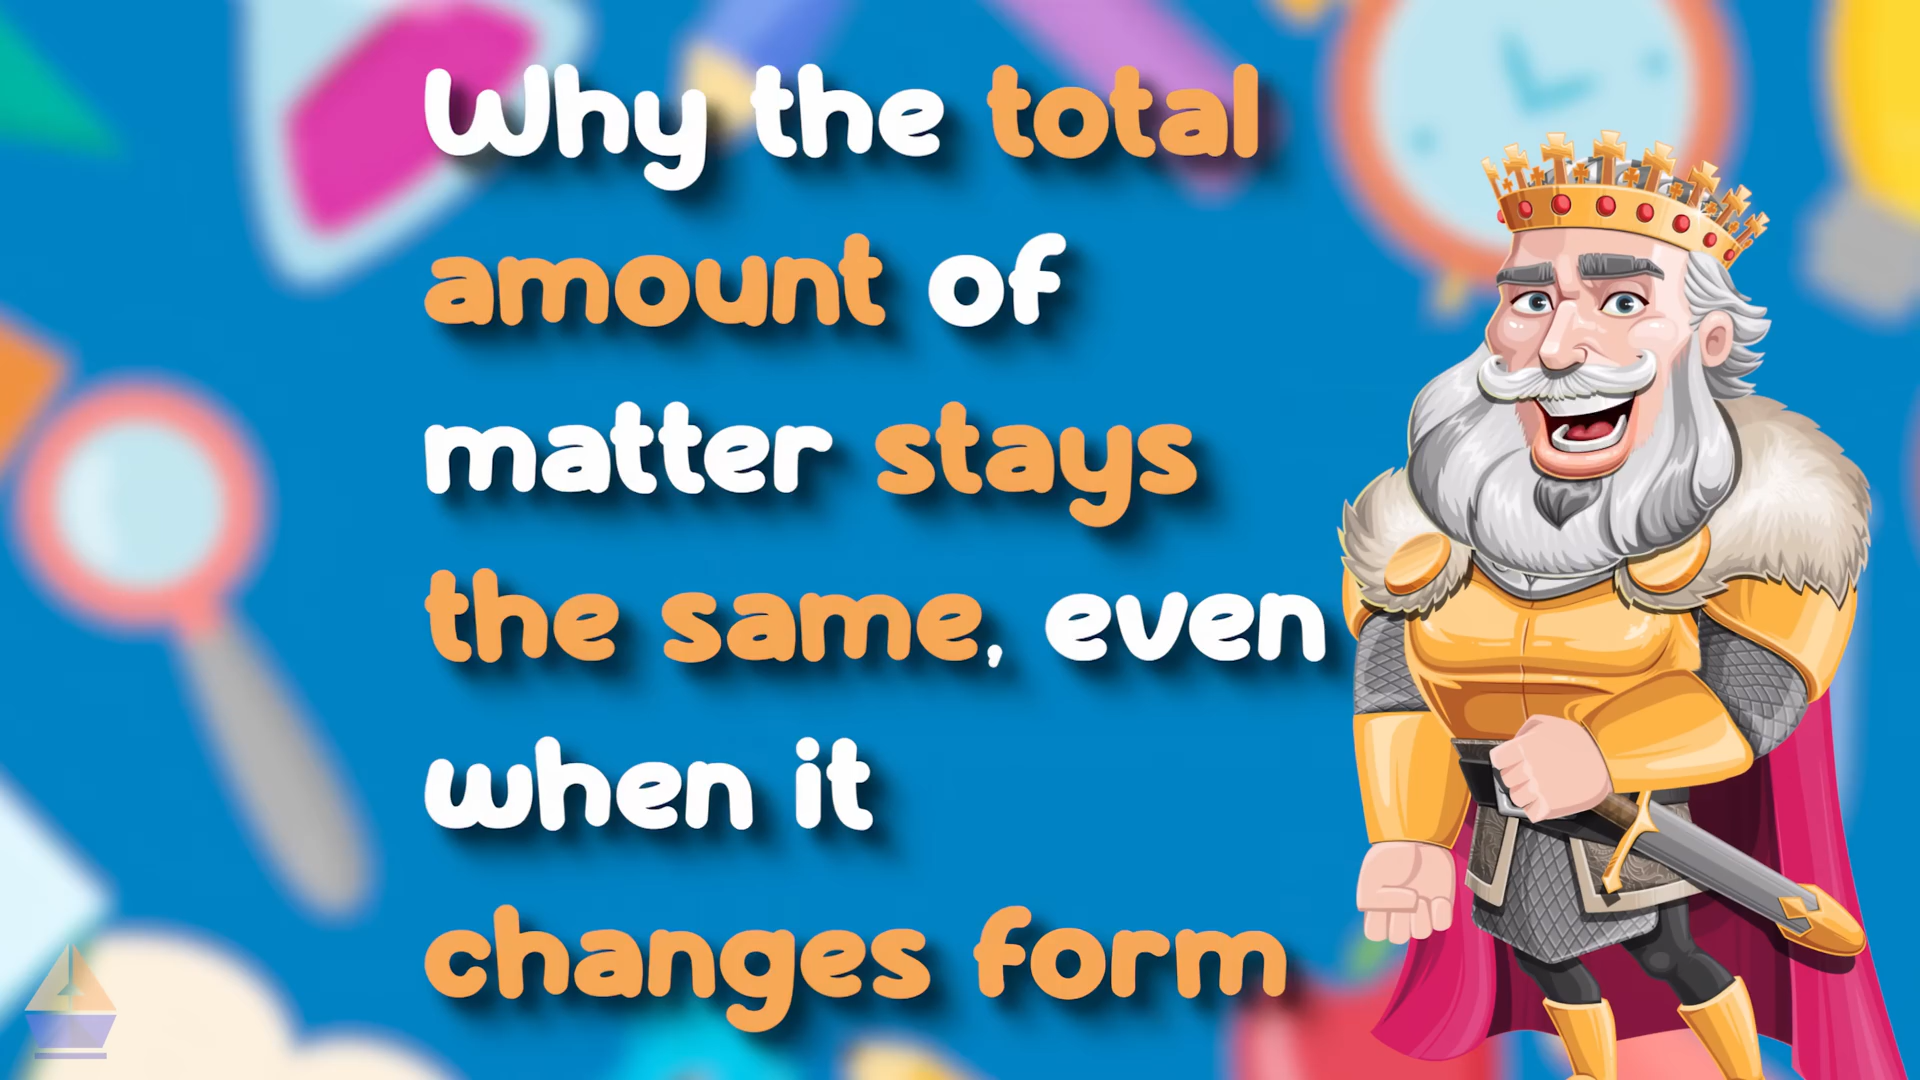 Why the total
amount of
matter stays
the same, even
when it
changes form